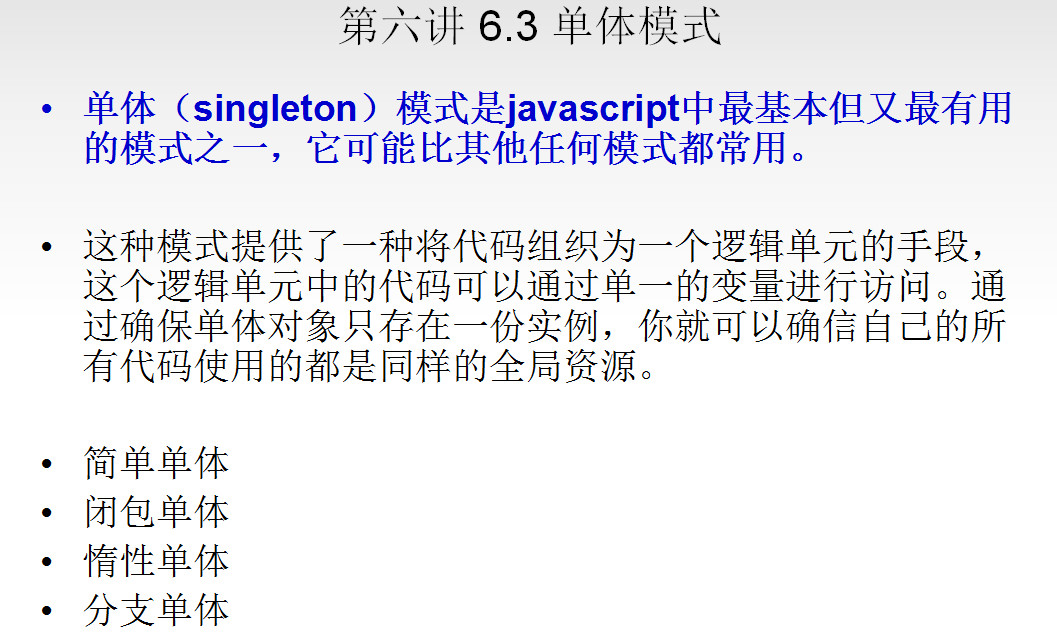 第六讲 6.3 单体模式
• 单体（singleton）模式是javascript中最基本但又最有用
的模式之一，它可能比其他任何模式都常用。
• 这种模式提供了一种将代码组织为一个逻辑单元的手段，
这个逻辑单元中的代码可以通过单一的变量进行访问。通
过确保单体对象只存在一份实例，你就可以确信自己的所
有代码使用的都是同样的全局资源。
• 简单单体
• 闭包单体
• 惰性单体
• 分支单体